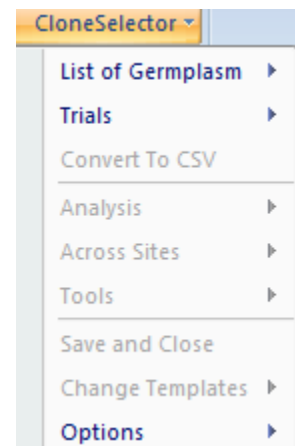 CloneSelector
List of Germplasm
Trials
Convert To CSV
Analysis
Across Sites
Tools
Save and Close
Change Templates
Options